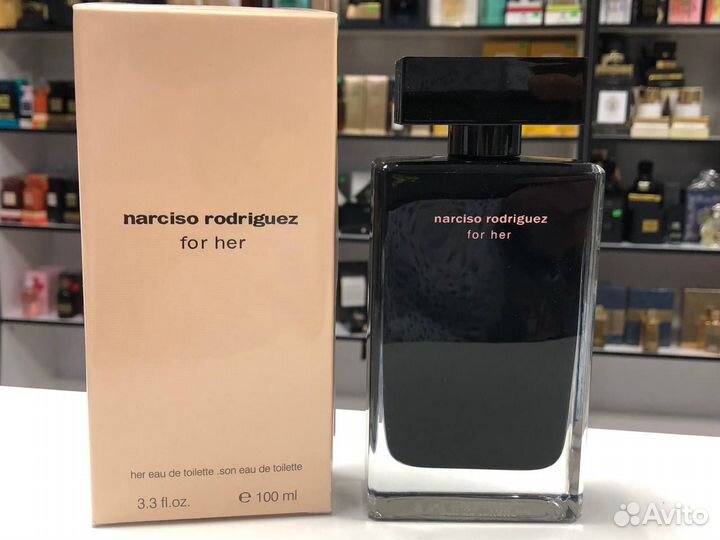 narciso rodriguez
for her
her eau de toilette .son eau de toilette
3.3 fl.oz. e 100 ml
narciso rodriguez
for her
Avito